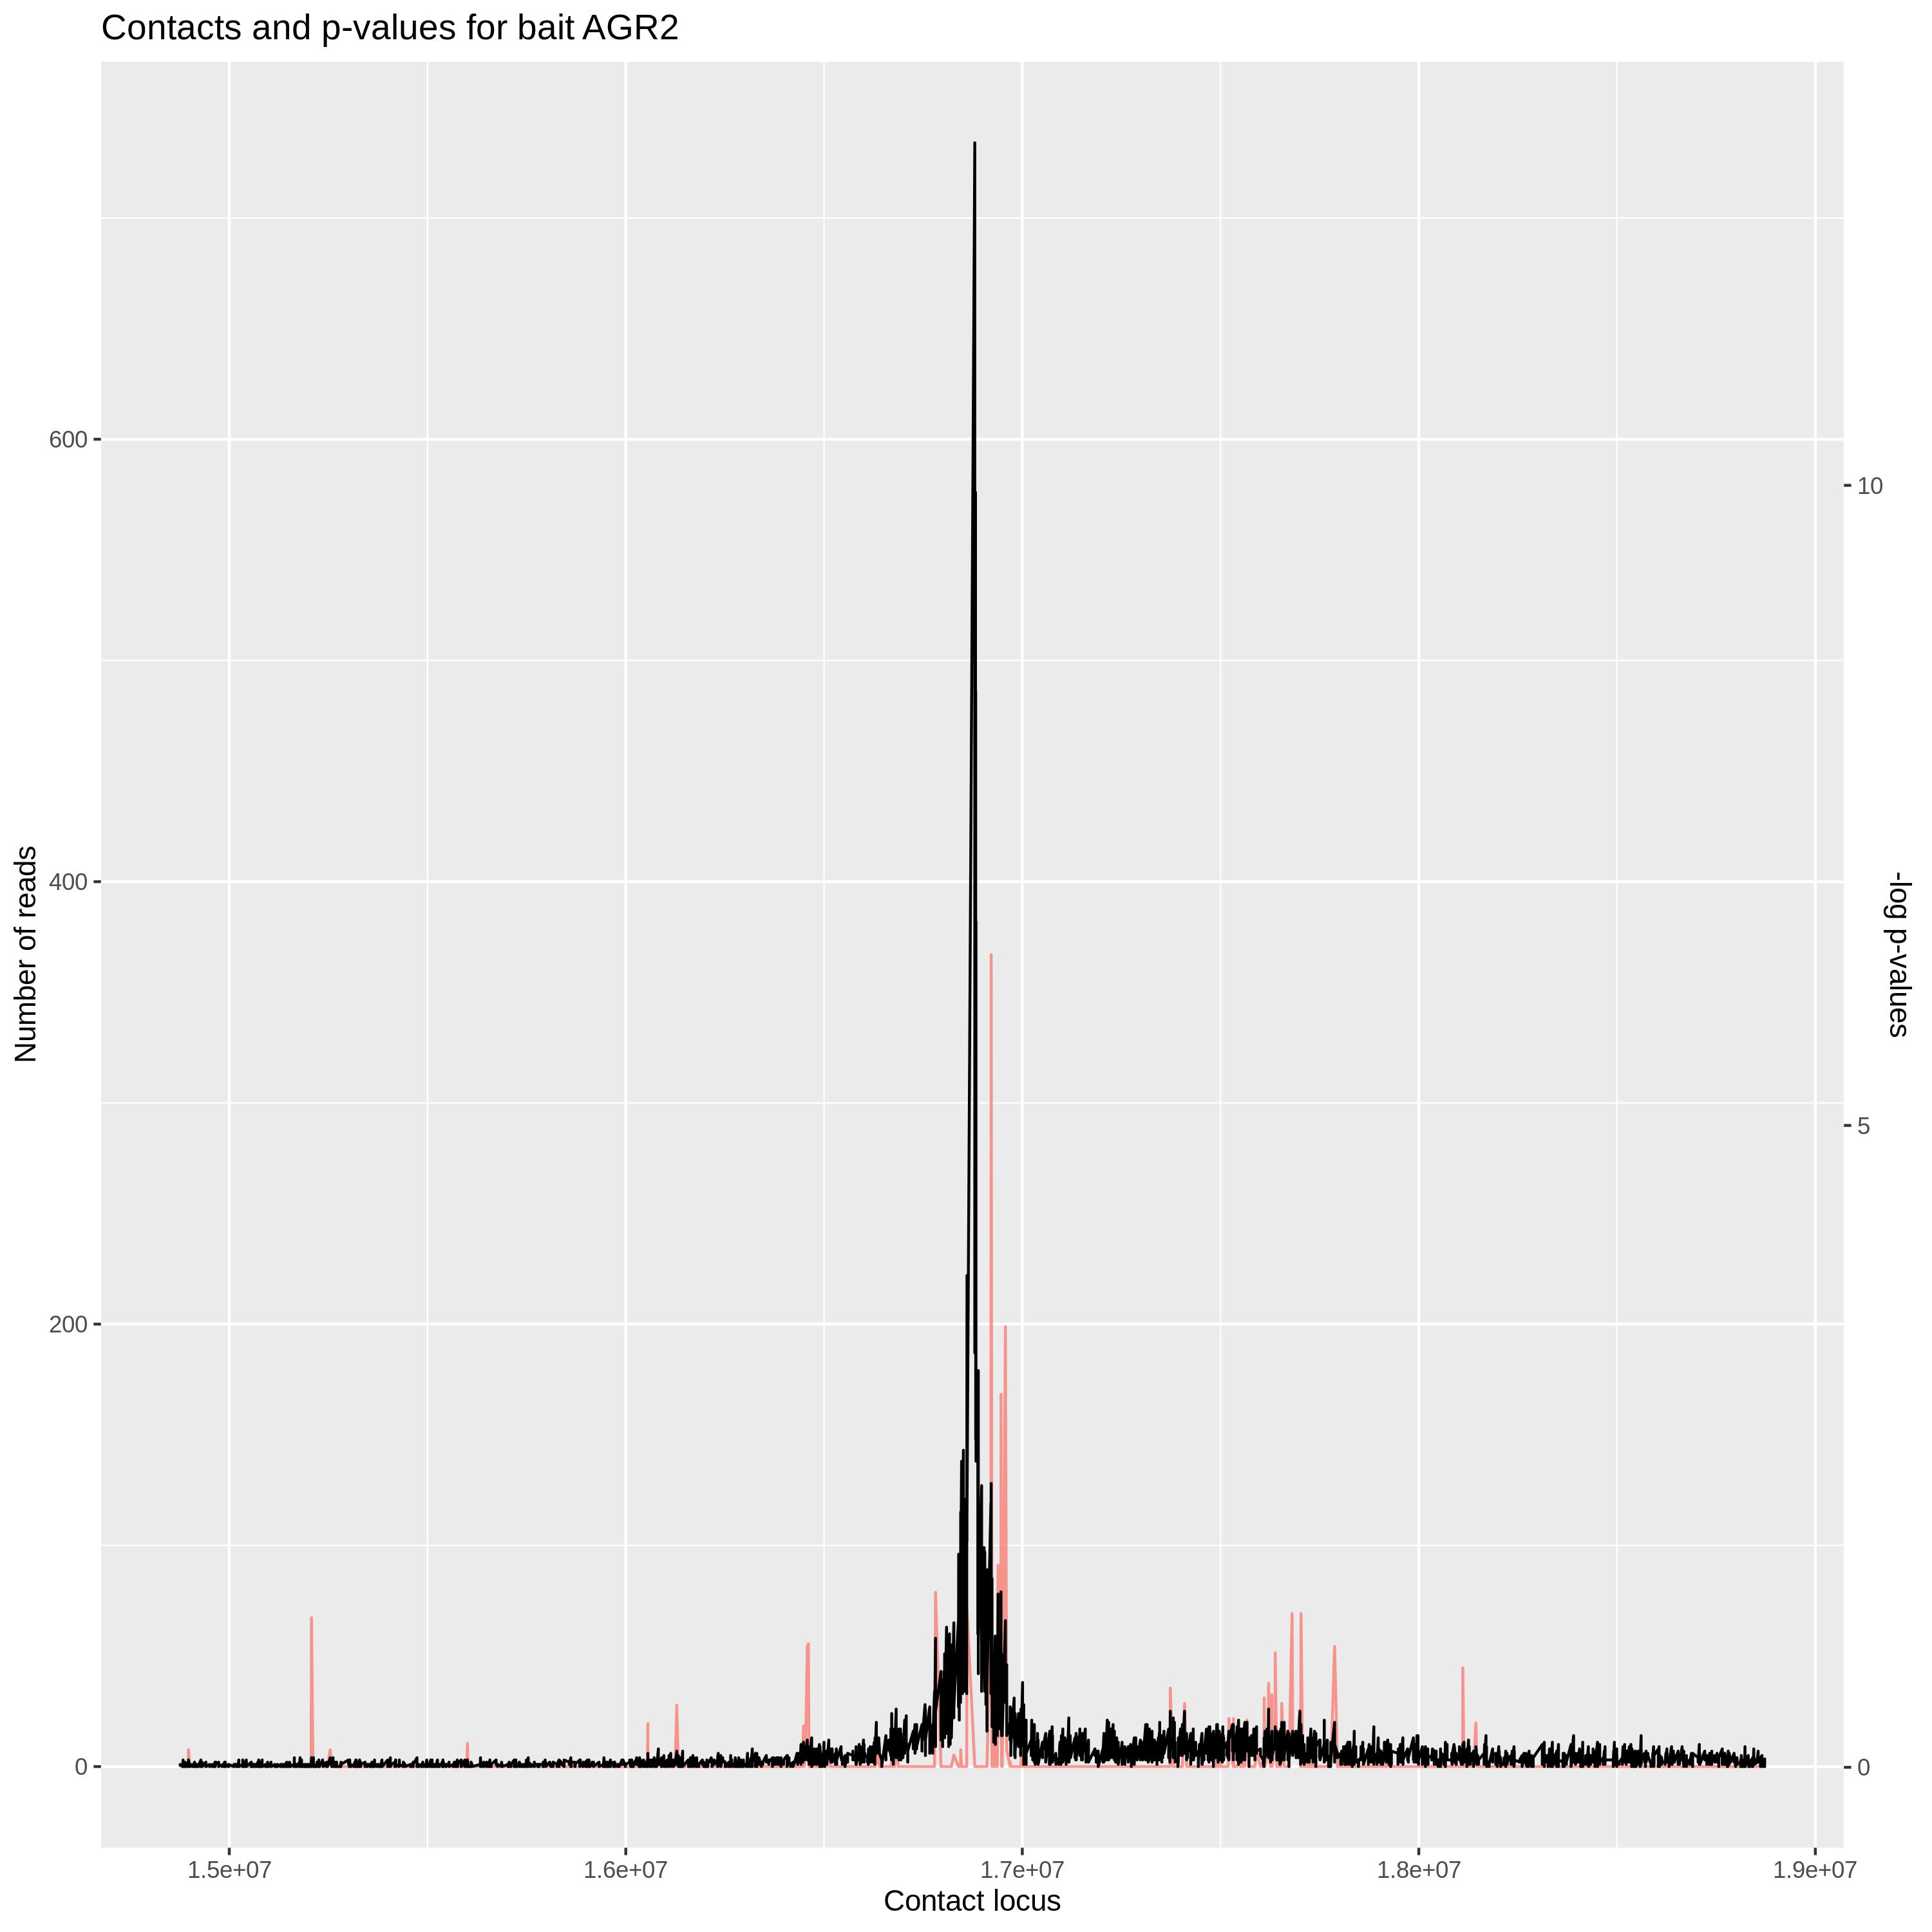 Contacts and p-values for bait AGR2
Number of reads
600
400
200
0
10
5
0
-log p-values
1.5e+07
1.6e+07
1.7e+07
1.8e+07
1.9e+07
Contact locus